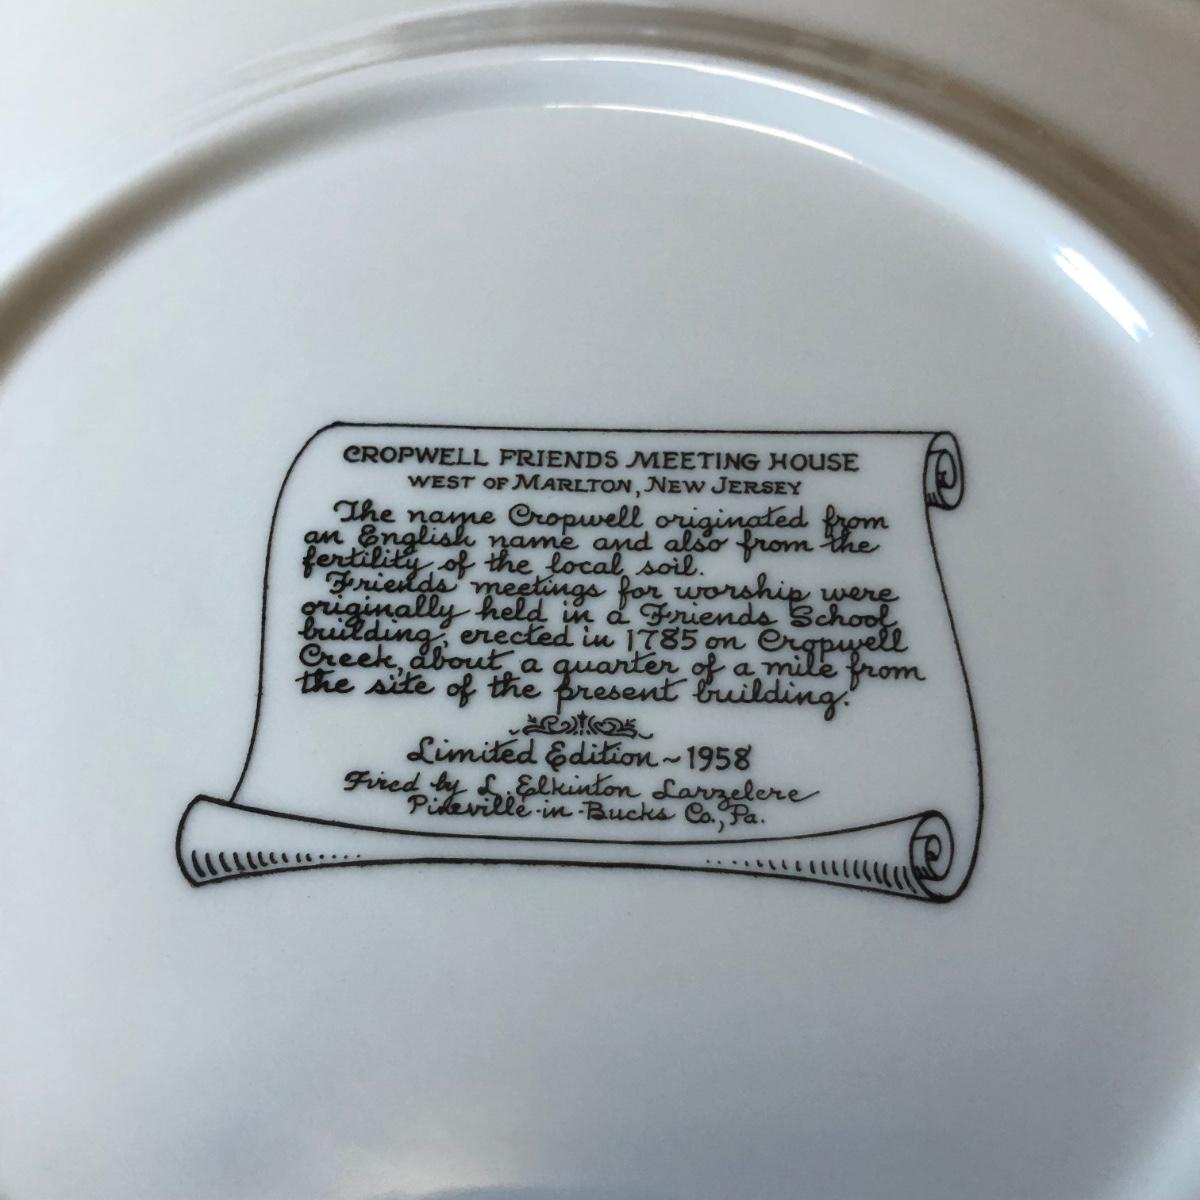 CROPWELL FRIENDS MEETING HOUSE
WEST OF MARLTON, NEW JERSEY
The name Cropwell originated from
an English name and also from the
fertility of the local soil.
Friends' meetings for worship were
originally held in a Friends School
building, erected in 1785 on Cropwell
Creek, about a quarter of a mile from
the site of the present building.
Limited Edition ~ 1958
Fired by L. Elkinton Larzelere
Pineville-in-Bucks Co., Pa.